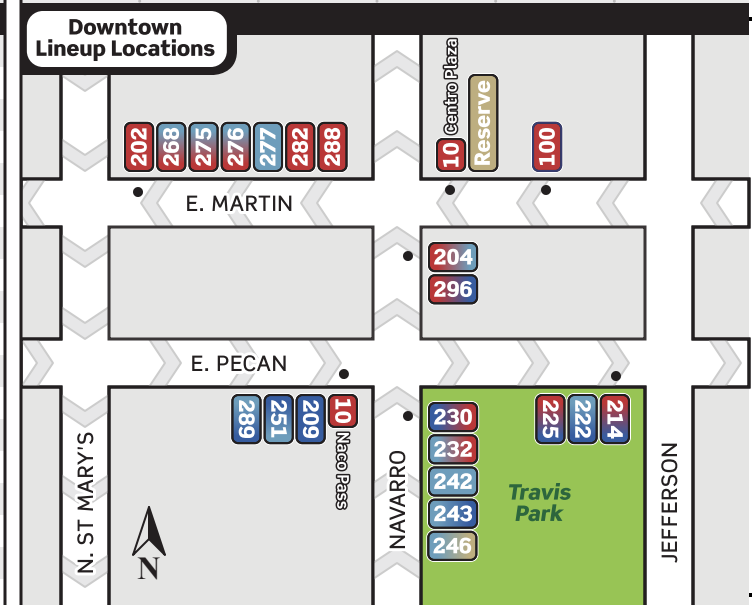 Downtown
Lineup Locations
202
268
275
276
277
282
288
10 Centro Plaza
Reserve
100
E. MARTIN
204
296
E. PECAN
289
251
209
10 Naco Pass
230
232
242
243
246
225
222
214
Travis
Park
N. ST MARY'S
NAVARRO
JEFFERSON
N